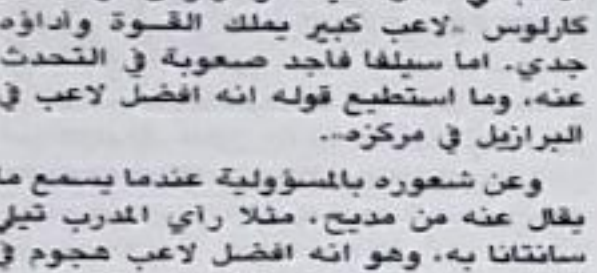 كارلوس «لاعب كبير يملك القوة وأداؤه
جدي. اما سيلفا فاجد صعوبة في التحدث
عنه، وما استطيع قوله انه افضل لاعب في
البرازيل في مركزه».
وعن شعوره بالمسؤولية عندما يسمع ما
يقال عنه من مديح، مثلا رأي المدرب تيلي
سانتانا به، وهو انه افضل لاعب هجوم في